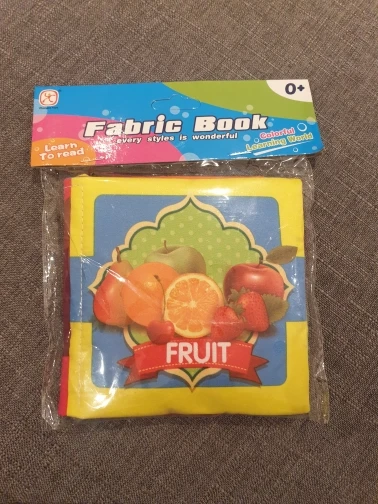 0+
Fabric Book
every styles is wonderful
Learn
To read
Colorful
Learning World
FRUIT